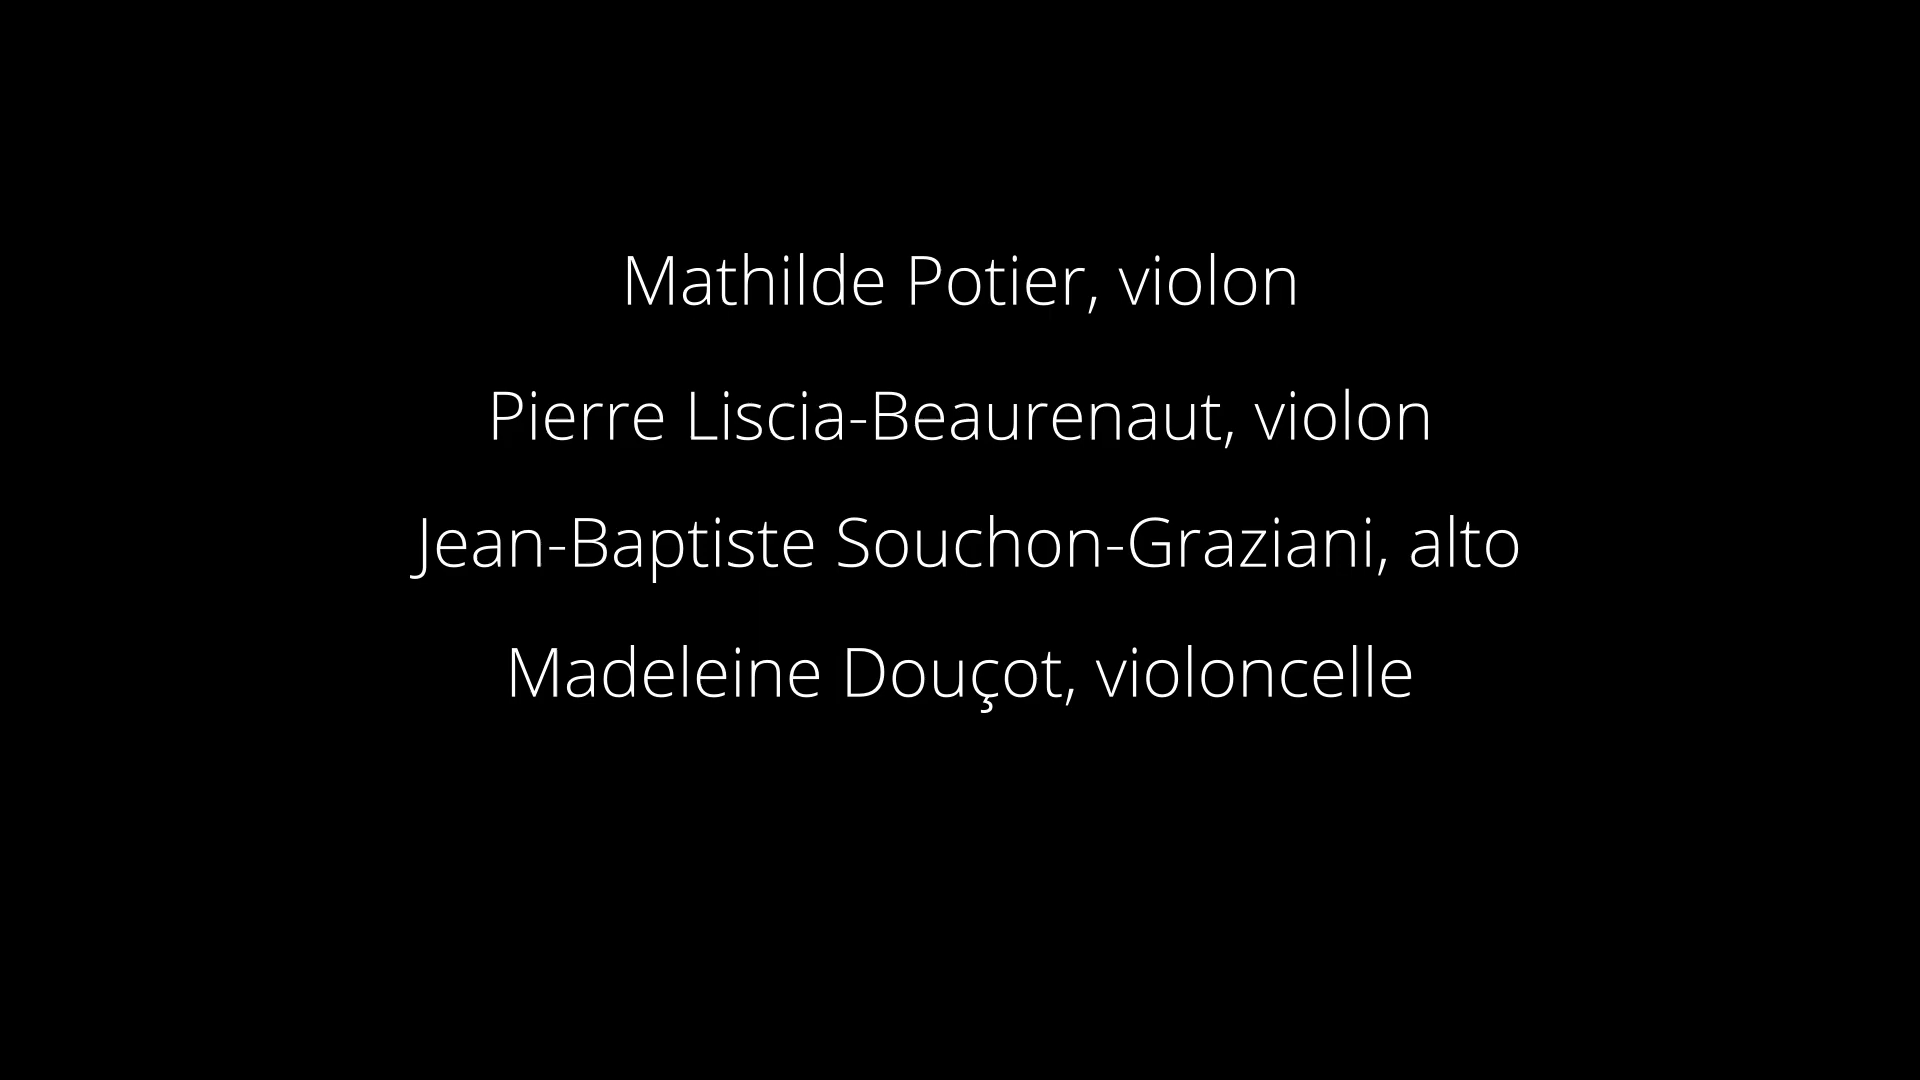 Mathilde Potier, violon
Pierre Liscia-Beaurenaut, violon
Jean-Baptiste Souchon-Graziani, alto
Madeleine Douçot, violoncelle